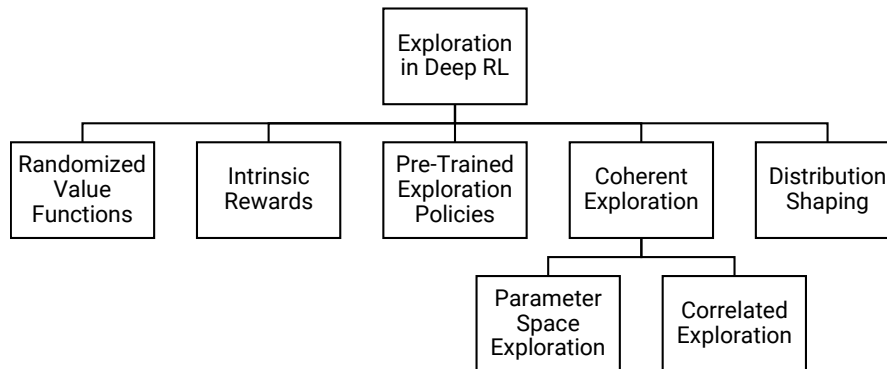 Exploration
in Deep RL
Randomized
Value
Functions
Intrinsic
Rewards
Pre-Trained
Exploration
Policies
Coherent
Exploration
Distribution
Shaping
Parameter
Space
Exploration
Correlated
Exploration